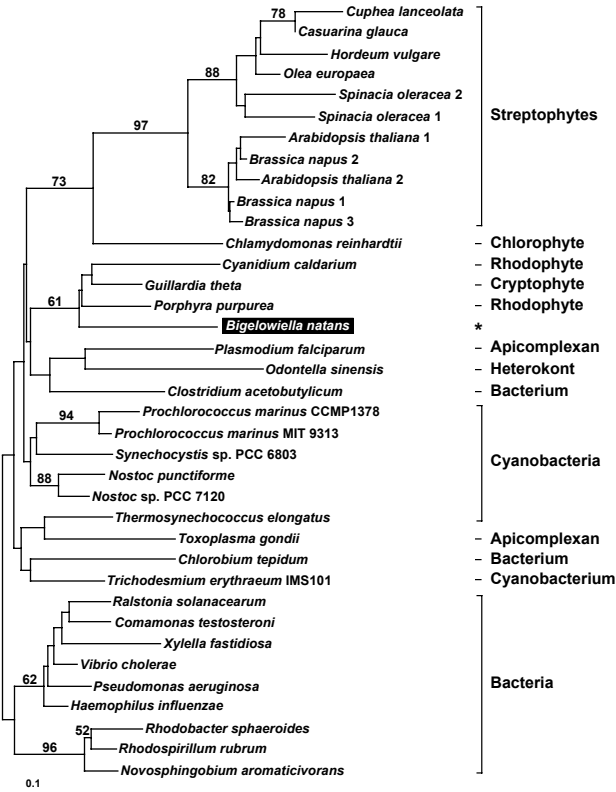 78 Cuphea lanceolata
Casuarina glauca
Hordeum vulgare
88 Olea europaea
Spinacia oleracea 2
Spinacia oleracea 1 Streptophytes
97 Arabidopsis thaliana 1
Brassica napus 2
73 82 Arabidopsis thaliana 2
Brassica napus 1
Brassica napus 3
Chlamydomonas reinhardtii – Chlorophyte
Cyanidium caldarium – Rhodophyte
Guillardia theta – Cryptophyte
61 Porphyra purpurea – Rhodophyte
Bigelowiella natans *
Plasmodium falciparum – Apicomplexan
Odontella sinensis – Heterokont
Clostridium acetobutylicum – Bacterium
94 Prochlorococcus marinus CCMP1378
Prochlorococcus marinus MIT 9313
Synechocystis sp. PCC 6803 Cyanobacteria
88 Nostoc punctiforme
Nostoc sp. PCC 7120
Thermosynechococcus elongatus
Toxoplasma gondii – Apicomplexan
Chlorobium tepidum – Bacterium
Trichodesmium erythraeum IMS101 – Cyanobacterium
Ralstonia solanacearum
Comamonas testosteroni
Xylella fastidiosa
Vibrio cholerae
62 Pseudomonas aeruginosa Bacteria
Haemophilus influenzae
52 Rhodobacter sphaeroides
96 Rhodospirillum rubrum
Novosphingobium aromaticivorans
0.1